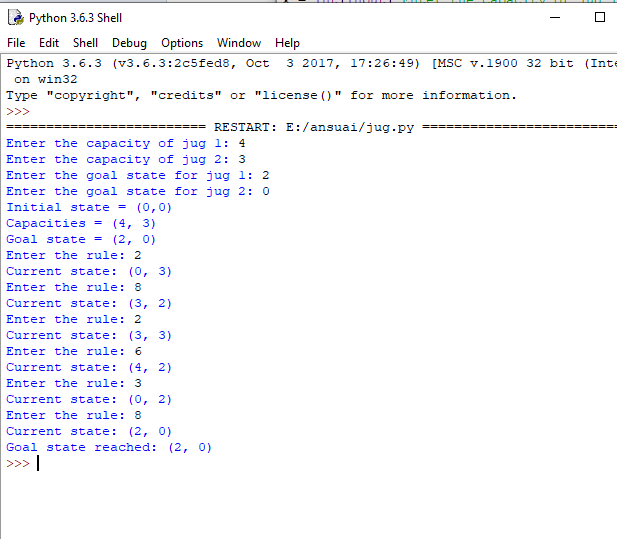 Python 3.6.3 Shell
File Edit Shell Debug Options Window Help
Python 3.6.3 (v3.6.3:2c5fed8, Oct  3 2017, 17:26:49) [MSC v.1900 32 bit (Inte
 on win32
Type "copyright", "credits" or "license()" for more information.
>>>
========================= RESTART: E:/ansuai/jug.py =========================
Enter the capacity of jug 1: 4
Enter the capacity of jug 2: 3
Enter the goal state for jug 1: 2
Enter the goal state for jug 2: 0
Initial state = (0,0)
Capacities = (4, 3)
Goal state = (2, 0)
Enter the rule: 2
Current state: (0, 3)
Enter the rule: 8
Current state: (3, 2)
Enter the rule: 2
Current state: (3, 3)
Enter the rule: 6
Current state: (4, 2)
Enter the rule: 3
Current state: (0, 2)
Enter the rule: 8
Current state: (2, 0)
Goal state reached: (2, 0)
>>>